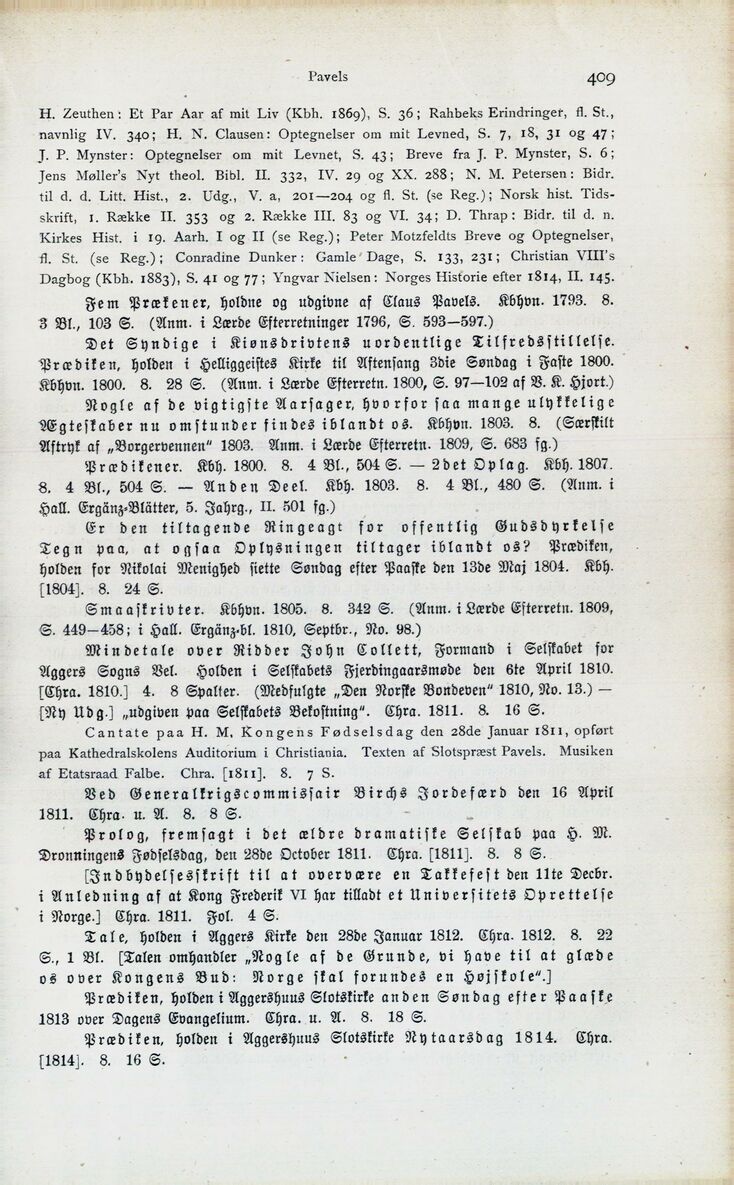 Pavels 409
H. Zeuthen: Et Par Aar af mit Liv (Kbh. 1869), S. 36; Rahbeks Erindringer, fl. St.,
navnlig IV. 340; H. N. Clausen: Optegnelser om mit Levned, S. 7, 18, 31 og 47;
J. P. Mynster: Optegnelser om mit Levnet, S. 43; Breve fra J. P. Mynster, S. 6;
Jens Møller's Nyt theol. Bibl. II. 332, IV. 29 og XX. 288; N. M. Petersen: Bidr.
til d. d. Litt. Hist., 2. Udg., V. a, 201—204 og fl. St. (se Reg.); Norsk hist. Tids-
skrift, 1. Række II. 353 og 2. Række III. 83 og VI. 34; D. Thrap: Bidr. til d. n.
Kirkes Hist. i 19. Aarh. I og II (se Reg.); Peter Motzfeldts Breve og Optegnelser,
fl. St. (se Reg.); Conradine Dunker: Gamle Dage, S. 133, 231; Christian VIII's
Dagbog (Kbh. 1883), S. 41 og 77; Yngvar Nielsen: Norges Historie efter 1814, II. 145.
Fem Prækener, holdne og udgivne af Claus Pavels. Kbhvn. 1793. 8.
3 Bl., 103 S. (Anm. i Lærde Efterretninger 1796, S. 593—597.)
Det Syndige i Kiønsdrivtens uordentlige Tilfredsstillelse.
Prædiken, holden i Helliggeistes Kirke til Aftensang 3die Søndag i Faste 1800.
Kbhvn. 1800. 8. 28 S. (Anm. i Lærde Efterretn. 1800, S. 97—102 af V. K. Hjort.)
Nogle af de vigtigste Aarsager, hvorfor saa mange ulykkelige
Ægteskaber nu omstunder findes iblandt os. Kbhvn. 1803. 8. (Særskilt
Aftryk af „Borgervennen" 1803. Anm. i Lærde Efterretn. 1809, S. 683 fg.)
Prædikener. Kbh. 1800. 8. 4 Bl., 504 S. — 2det Oplag. Kbh. 1807.
8. 4 Bl., 504 S. — Anden Deel. Kbh. 1803. 8. 4 Bl., 480 S. (Anm. i
Hall. Ergänz=Blätter, 5. Jahrg., II. 501 fg.)
Er den tiltagende Ringeagt for offentlig Gudsdyrkelse
Tegn paa, at ogsaa Oplysningen tiltager iblandt os? Prædiken,
holden for Nikolai Menighed siette Søndag efter Paaske den 13de Maj 1804. Kbh.
[1804]. 8. 24 S.
Smaaskrivter. Kbhvn. 1805. 8. 342 S. (Anm. i Lærde Efterretn. 1809,
S. 449—458; i Hall. Ergänz=bl. 1810, Septbr., No. 98.)
Mindetale over Ridder John Collett, Formand i Selskabet for
Aggers Sogns Vel. Holden i Selskabets Fjerdingaarsmøde den 6te April 1810.
[Chra. 1810.] 4. 8 Spalter. (Medfulgte „Den Norske Bondeven" 1810, No. 13.) —
[Ny Udg.] „udgiven paa Selskabets Bekostning". Chra. 1811. 8. 16 S.
Cantate paa H. M. Kongens Fødselsdag den 28de Januar 1811, opført
paa Kathedralskolens Auditorium i Christiania. Texten af Slotspræst Pavels. Musiken
af Etatsraad Falbe. Chra. [1811]. 8. 7 S.
Ved Generalkrigscommissair Birchs Jordefærd den 16 April
1811. Chra. u. A. 8. 8 S.
Prolog, fremsagt i det ældre dramatiske Selskab paa H. M.
Dronningens Fødselsdag, den 28de October 1811. Chra. [1811]. 8. 8 S.
[Indbydelsesskrift til at overvære en Takkefest den 11te Decbr.
i Anledning af at Kong Frederik VI har tilladt et Universitets Oprettelse
i Norge.] Chra. 1811. Fol. 4 S.
Tale, holden i Aggers Kirke den 28de Januar 1812. Chra. 1812. 8. 22
S., 1 Bl. [Talen omhandler „Nogle af de Grunde, vi have til at glæde
os over Kongens Bud: Norge skal forundes en Højskole".]
Prædiken, holden i Aggershuus Slotskirke anden Søndag efter Paaske
1813 over Dagens Evangelium. Chra. u. A. 8. 18 S.
Prædiken, holden i Aggershuus Slotskirke Nytaarsdag 1814. Chra.
[1814]. 8. 16 S.